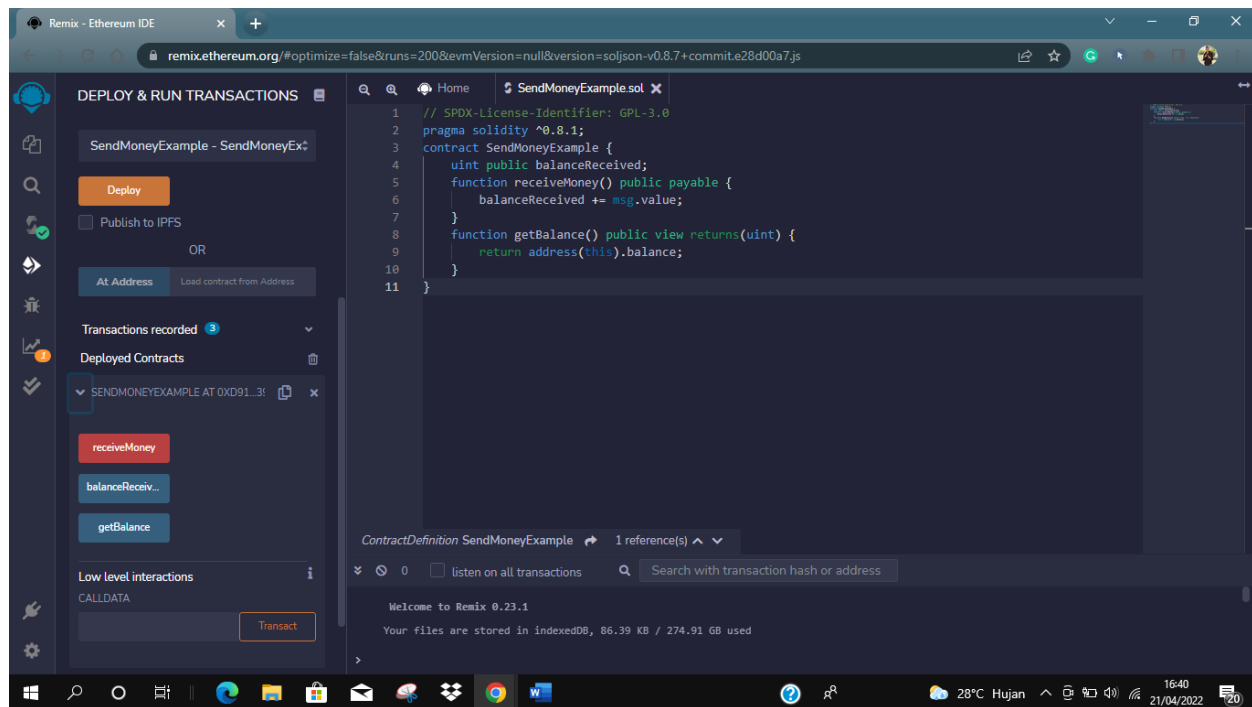 Remix - Ethereum IDE
remix.ethereum.org/#optimize=false&runs=200&evmVersion=null&version=soljson-v0.8.7+commit.e28d00a7.js
DEPLOY & RUN TRANSACTIONS
SendMoneyExample - SendMoneyEx
Deploy
Publish to IPFS
OR
At Address Load contract from Address
Transactions recorded 3
Deployed Contracts
SENDMONEYEXAMPLE AT 0XD91...39
receiveMoney
balanceReceiv...
getBalance
Low level interactions i
CALLDATA
Transact
1
Home SendMoneyExample.sol
1 // SPDX-License-Identifier: GPL-3.0
2 pragma solidity ^0.8.1;
3 contract SendMoneyExample {
4 uint public balanceReceived;
5 function receiveMoney() public payable {
6 balanceReceived += msg.value;
7 }
8 function getBalance() public view returns(uint) {
9 return address(this).balance;
10 }
11 }
ContractDefinition SendMoneyExample 1 reference(s)
0 listen on all transactions Search with transaction hash or address
Welcome to Remix 0.23.1
Your files are stored in indexedDB, 86.39 KB / 274.91 GB used
>
28°C Hujan 16:40
21/04/2022 20